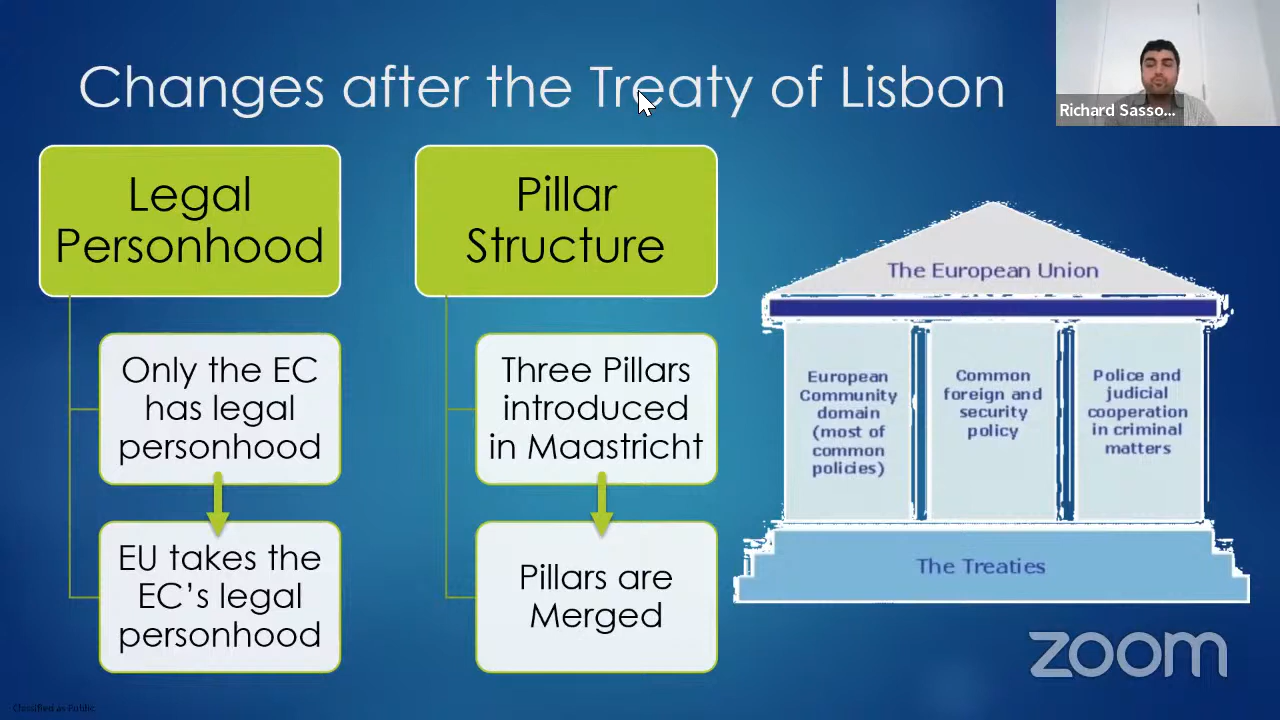 Changes after the Treaty of Lisbon
Richard Sasso...
Legal
Personhood
Only the EC
has legal
personhood
EU takes the
EC's legal
personhood
Pillar
Structure
Three Pillars
introduced
in Maastricht
Pillars are
Merged
The European Union
European
Community
domain
(most of
common
policies)
Common
foreign and
security
policy
Police and
judicial
cooperation
in criminal
matters
The Treaties
zoom
Classified as Public